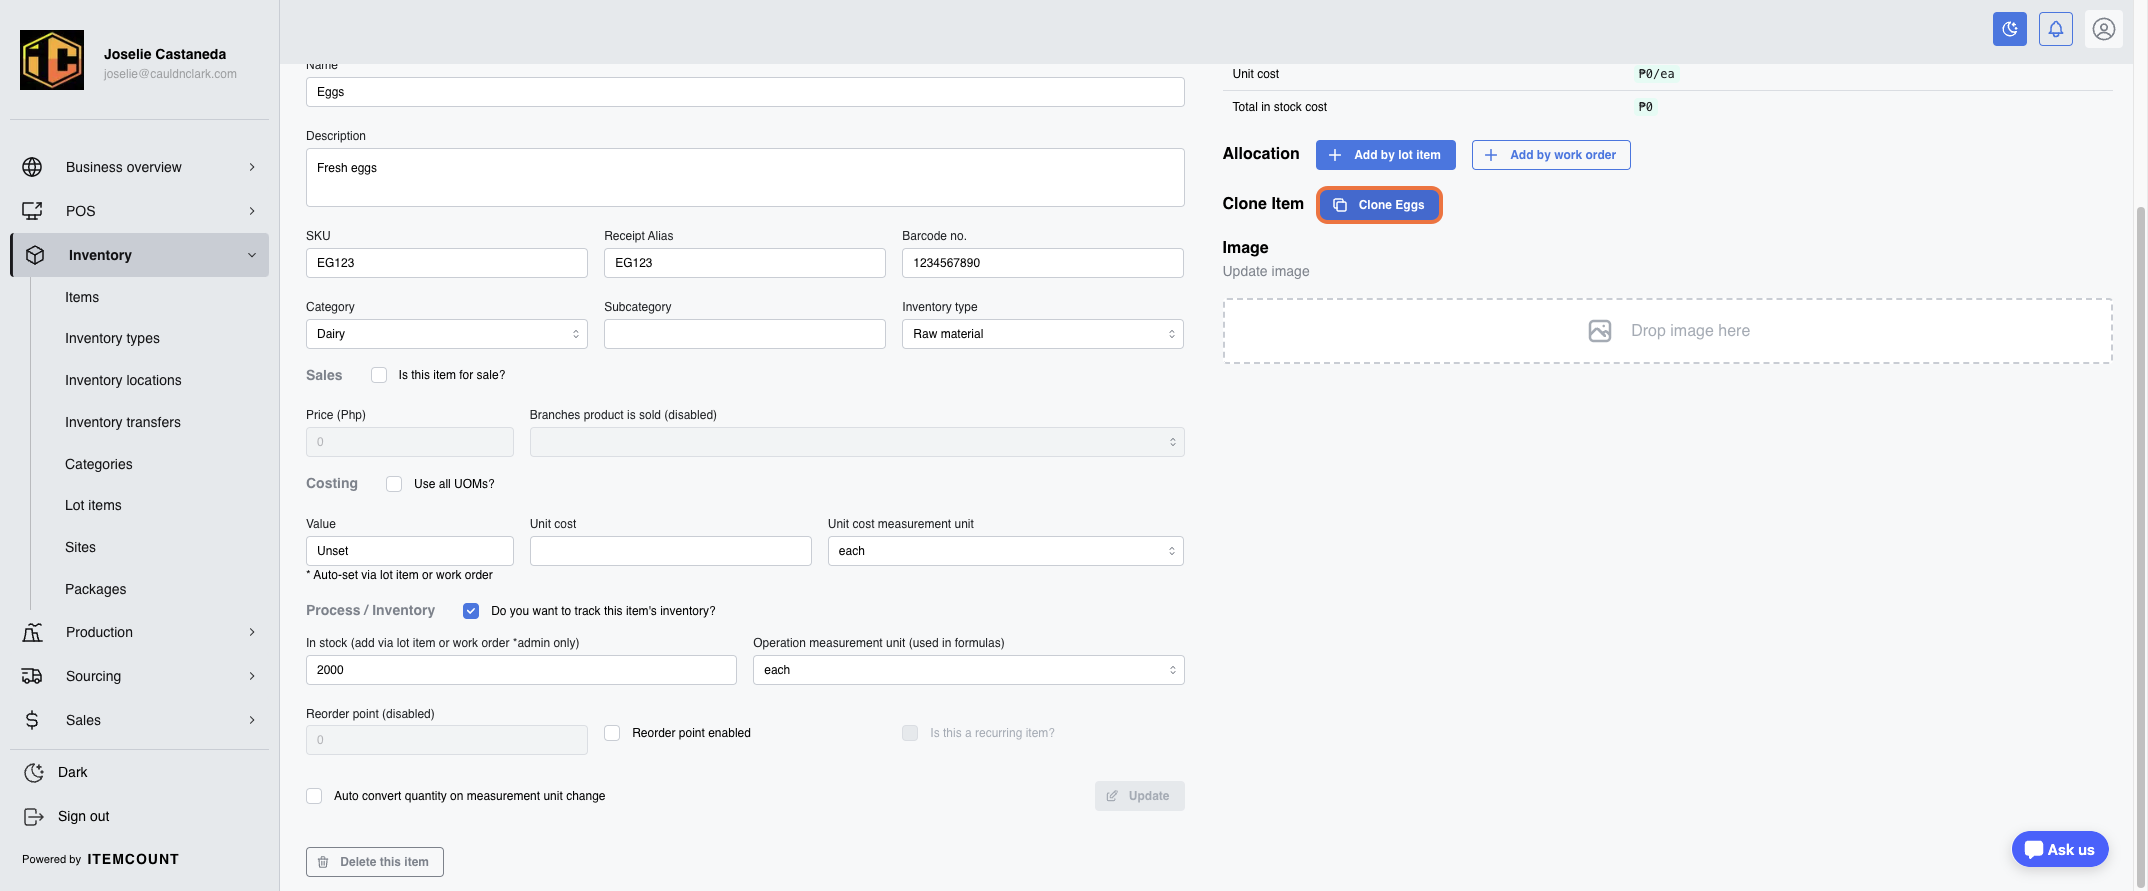 Joselie Castaneda
joselie@cauldnclark.com
Business overview
POS
Inventory
Items
Inventory types
Inventory locations
Inventory transfers
Categories
Lot items
Sites
Packages
Production
Sourcing
Sales
Dark
Sign out
Powered by ITEMCOUNT
Name
Eggs
Description
Fresh eggs
SKU
Receipt Alias
Barcode no.
EG123
EG123
1234567890
Category
Subcategory
Inventory type
Dairy
Raw material
Sales
Is this item for sale?
Price (Php)
Branches product is sold (disabled)
0
Costing
Use all UOMs?
Value
Unit cost
Unit cost measurement unit
Unset
each
* Auto-set via lot item or work order
Process / Inventory
Do you want to track this item's inventory?
In stock (add via lot item or work order *admin only)
Operation measurement unit (used in formulas)
2000
each
Reorder point (disabled)
0
Reorder point enabled
Is this a recurring item?
Auto convert quantity on measurement unit change
Update
Delete this item
Unit cost
₱0/ea
Total in stock cost
₱0
Allocation
Add by lot item
Add by work order
Clone Item
Clone Eggs
Image
Update image
Drop image here
Ask us